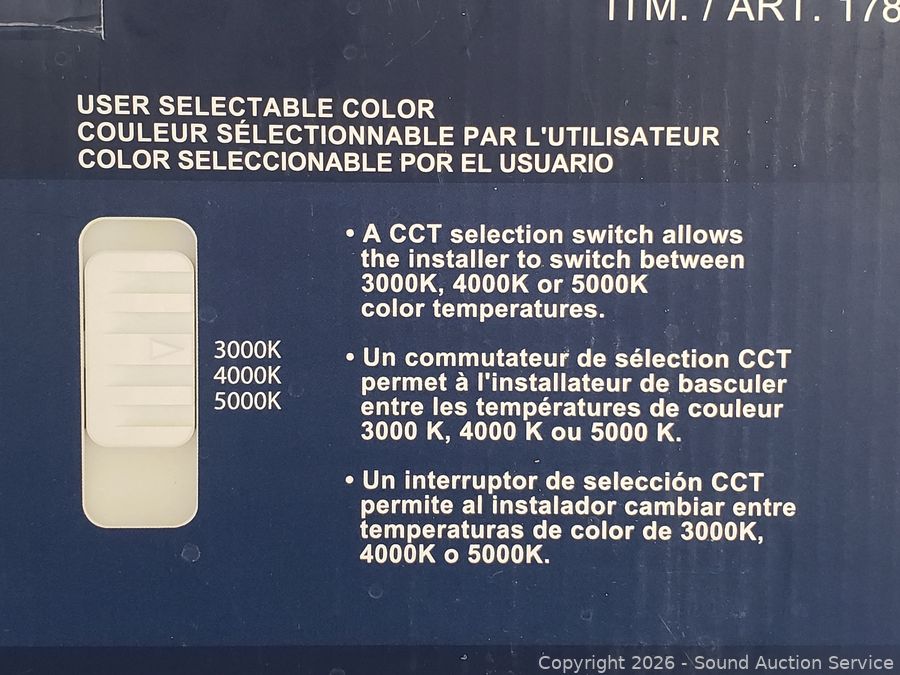 ITM. / ART. 178
USER SELECTABLE COLOR
COULEUR SÉLECTIONNABLE PAR L'UTILISATEUR
COLOR SELECCIONABLE POR EL USUARIO
3000K
4000K
5000K
• A CCT selection switch allows
the installer to switch between
3000K, 4000K or 5000K
color temperatures.
• Un commutateur de sélection CCT
permet à l'installateur de basculer
entre les températures de couleur
3000 K, 4000 K ou 5000 K.
• Un interruptor de selección CCT
permite al instalador cambiar entre
temperaturas de color de 3000K,
4000K o 5000K.
Copyright 2026 - Sound Auction Service